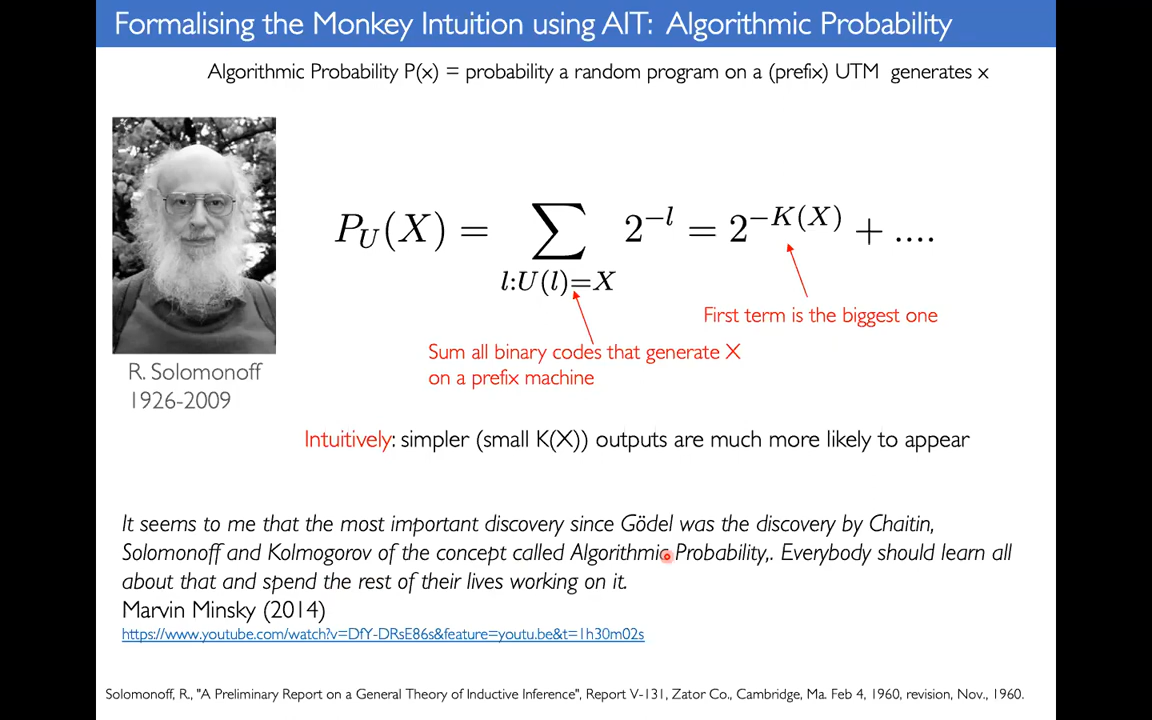 Formalising the Monkey Intuition using AIT: Algorithmic Probability
Algorithmic Probability P(x) = probability a random program on a (prefix) UTM generates x
P_U(X) = ∑_{l:U(l)=X} 2^{-l} = 2^{-K(X)} + ....
First term is the biggest one
Sum all binary codes that generate X
on a prefix machine
R. Solomonoff
1926-2009
Intuitively: simpler (small K(X)) outputs are much more likely to appear
It seems to me that the most important discovery since Gödel was the discovery by Chaitin,
Solomonoff and Kolmogorov of the concept called Algorithmic Probability,. Everybody should learn all
about that and spend the rest of their lives working on it.
Marvin Minsky (2014)
https://www.youtube.com/watch?v=DfY-DRsE86s&feature=youtu.be&t=1h30m02s
Solomonoff, R., "A Preliminary Report on a General Theory of Inductive Inference", Report V-131, Zator Co., Cambridge, Ma. Feb 4, 1960, revision, Nov., 1960.